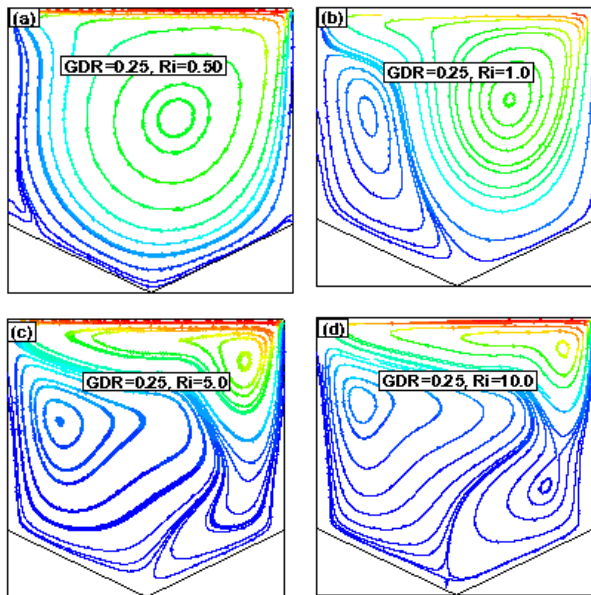 (a)
GDR=0.25, Ri=0.50
(b)
GDR=0.25, Ri=1.0
(c)
GDR=0.25, Ri=5.0
(d)
GDR=0.25, Ri=10.0